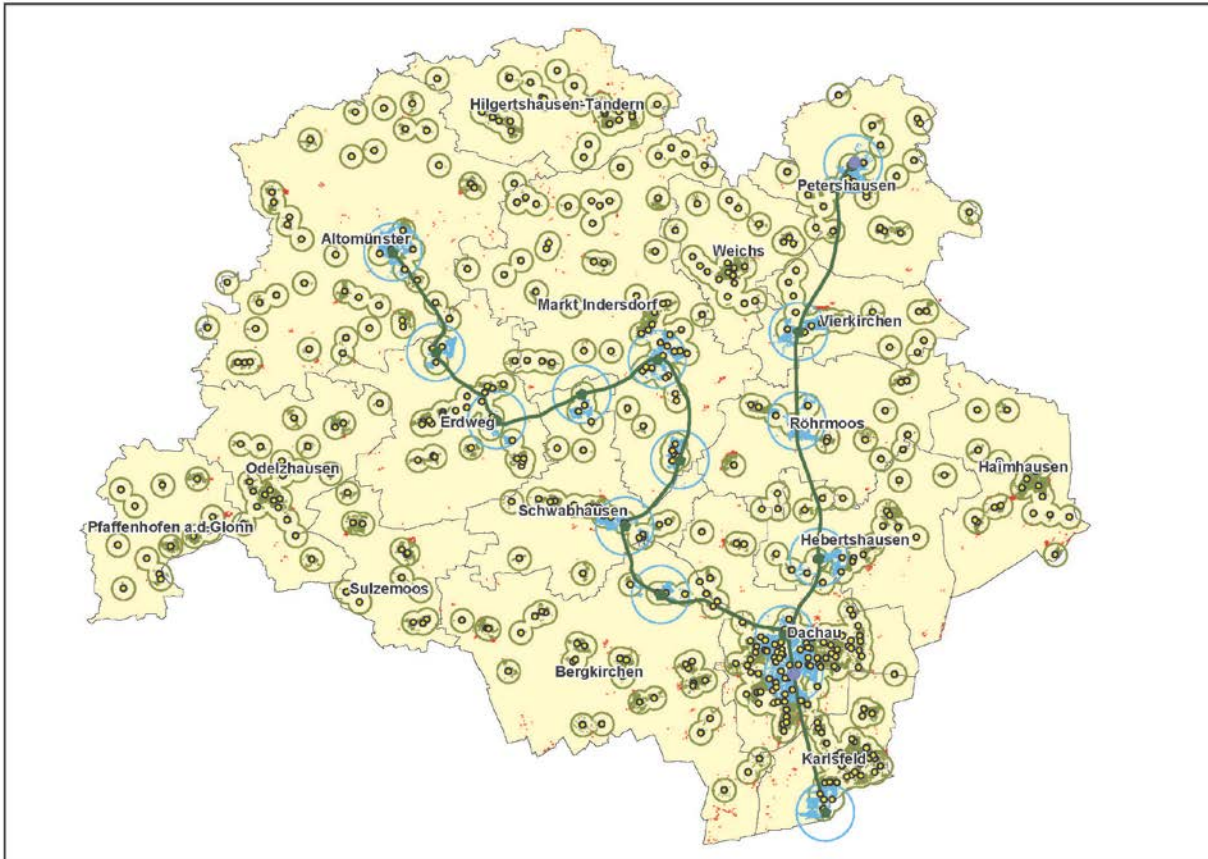 Hilgertshausen-Tandern
Petershausen
Altomünster
Weichs
Markt Indersdorf
Vierkirchen
Erdweg
Röhrmoos
Odelzhausen
Haimhausen
Schwabhausen
Pfaffenhofen a.d.Glonn
Hebertshausen
Sulzemoos
Dachau
Bergkirchen
Karlsfeld